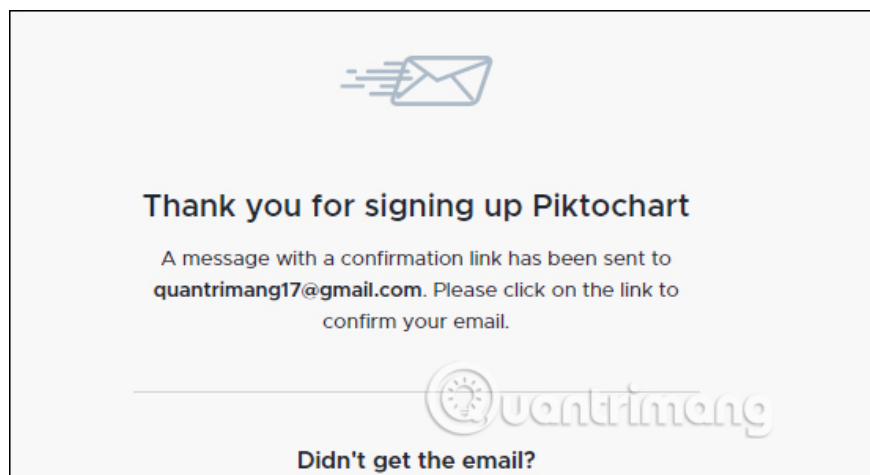 Thank you for signing up Piktochart
A message with a confirmation link has been sent to
quantrimang17@gmail.com. Please click on the link to
confirm your email.
Quantrimang
Didn't get the email?